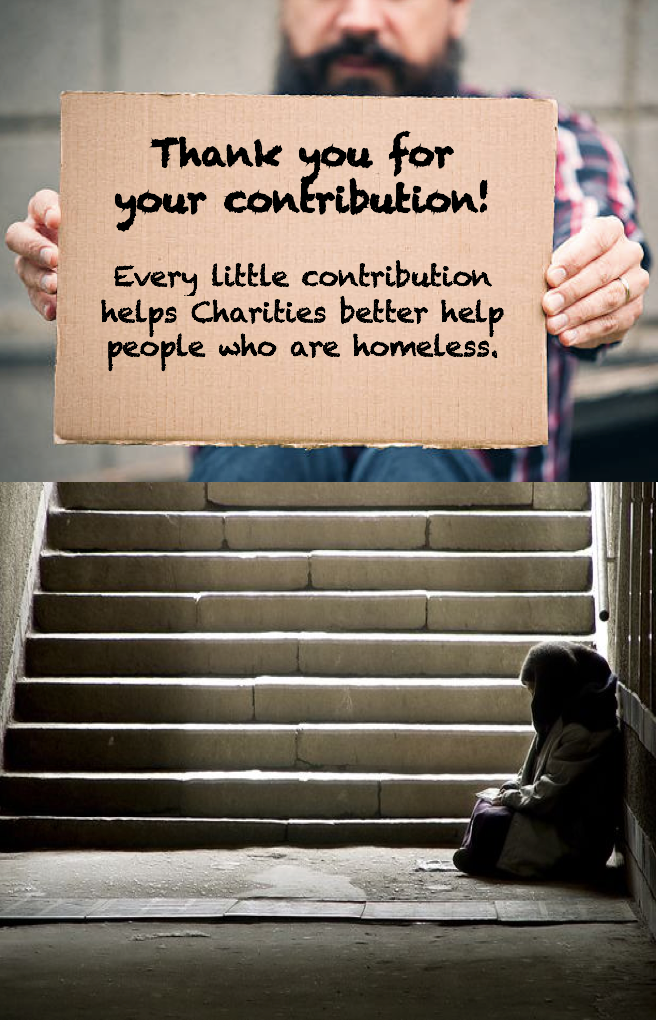 Thank you for
your contribution!
Every little contribution
helps Charities better help
people who are homeless.